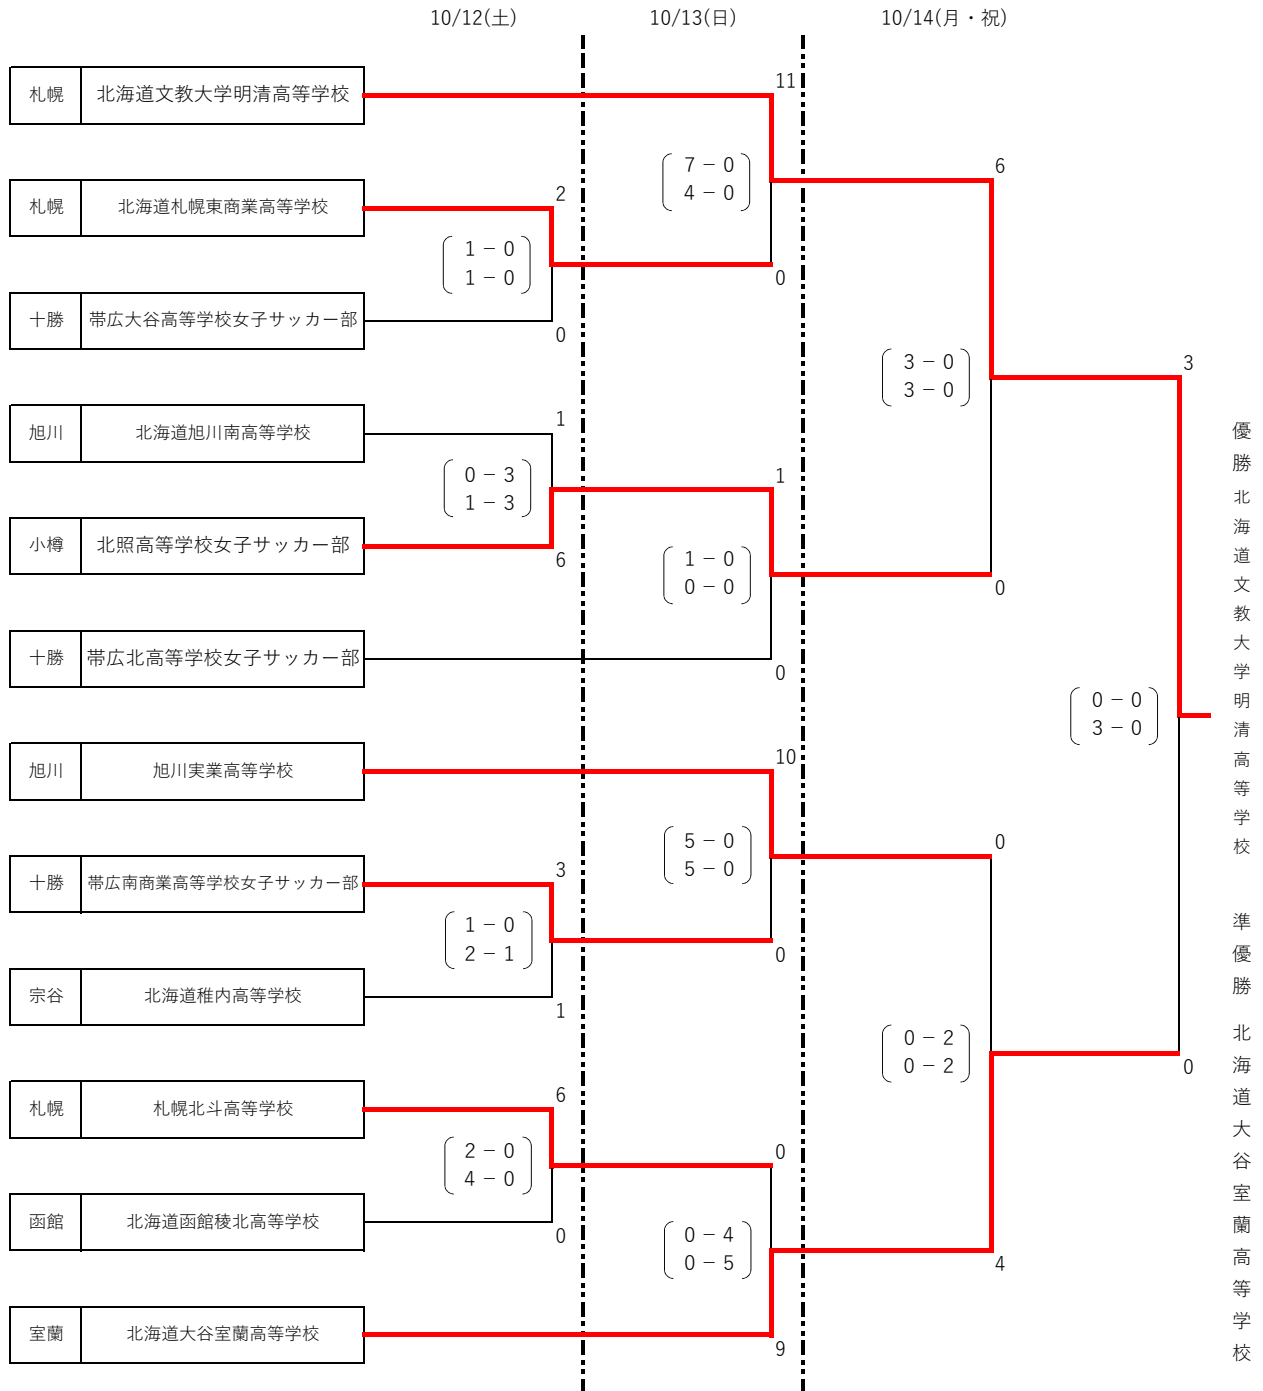 10/12(土) 10/13(日) 10/14(月・祝)
11
札幌 北海道文教大学明清高等学校
7 − 0
4 − 0
6
2
札幌 北海道札幌東商業高等学校
1 − 0
1 − 0
0
十勝 帯広大谷高等学校女子サッカー部
0
3 − 0
3 − 0
3
1
旭川 北海道旭川南高等学校
0 − 3
1 − 3
1
小樽 北照高等学校女子サッカー部
6
1 − 0
0 − 0
0
十勝 帯広北高等学校女子サッカー部
0
0 − 0
3 − 0
10
旭川 旭川実業高等学校
5 − 0
5 − 0
0
3
十勝 帯広南商業高等学校女子サッカー部
1 − 0
2 − 1
0
宗谷 北海道稚内高等学校
1
0 − 2
0 − 2
0
6
札幌 札幌北斗高等学校
2 − 0
4 − 0
0
函館 北海道函館稜北高等学校
0
0 − 4
0 − 5
4
室蘭 北海道大谷室蘭高等学校
9
優勝 北海道文教大学明清高等学校
準優勝 北海道大谷室蘭高等学校